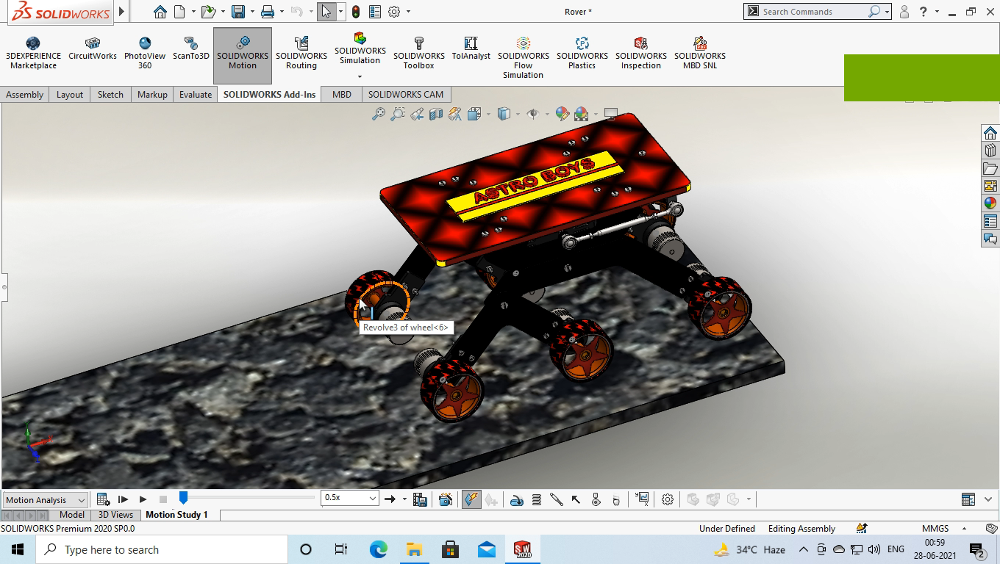 SOLIDWORKS
Rover *
Search Commands
3DEXPERIENCE
Marketplace
CircuitWorks
PhotoView
360
ScanTo3D
SOLIDWORKS
Motion
SOLIDWORKS
Routing
SOLIDWORKS
Simulation
SOLIDWORKS
Toolbox
TolAnalyst
SOLIDWORKS
Flow
Simulation
SOLIDWORKS
Plastics
SOLIDWORKS
Inspection
SOLIDWORKS
MBD SNL
Assembly
Layout
Sketch
Markup
Evaluate
SOLIDWORKS Add-Ins
MBD
SOLIDWORKS CAM
ASTRO BOYS
Revolve3 of wheel<6>
Motion Analysis
0.5x
Model
3D Views
Motion Study 1
SOLIDWORKS Premium 2020 SP0.0
Under Defined
Editing Assembly
MMGS
Type here to search
SW
2020
34°C Haze
ENG
00:59
28-06-2021
2